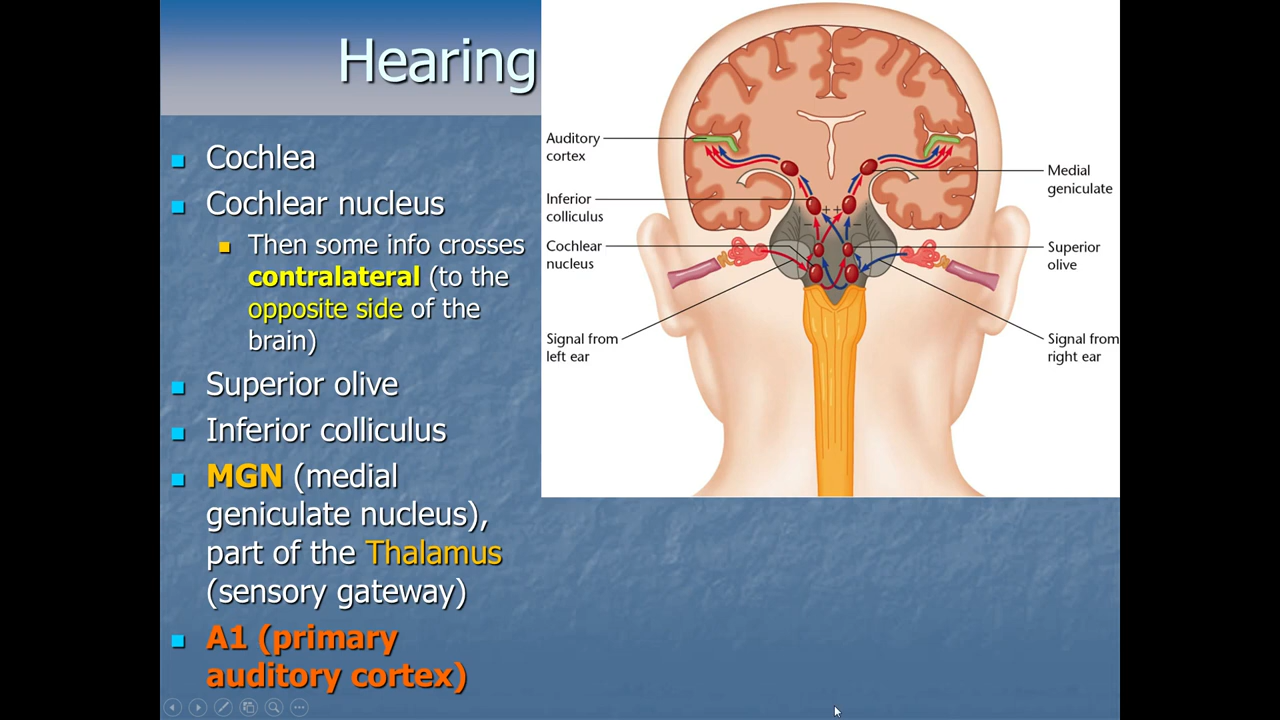 Hearing
Cochlea
Cochlear nucleus
Then some info crosses
contralateral (to the
opposite side of the
brain)
Superior olive
Inferior colliculus
MGN (medial
geniculate nucleus),
part of the Thalamus
(sensory gateway)
A1 (primary
auditory cortex)
Auditory
cortex
Inferior
colliculus
Cochlear
nucleus
Signal from
left ear
Medial
geniculate
Superior
olive
Signal from
right ear